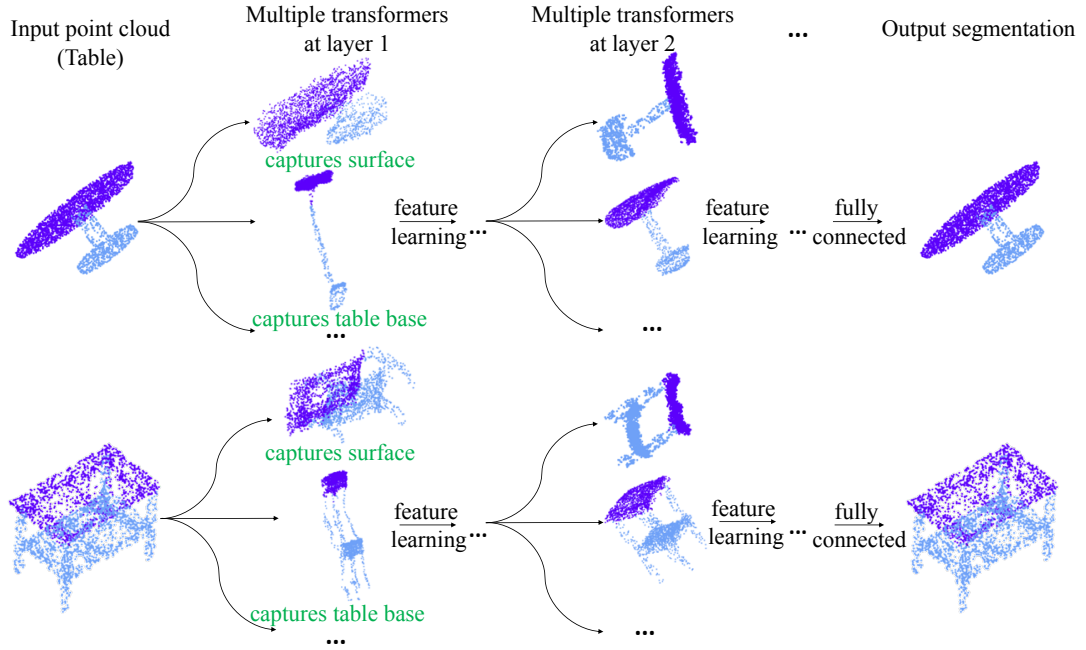 Input point cloud
(Table)
Multiple transformers
at layer 1
Multiple transformers
at layer 2
...
Output segmentation
captures surface
feature
learning
...
...
feature
learning
...
fully
connected
captures table base
...
...
captures surface
feature
learning
...
feature
learning
...
fully
connected
captures table base
...
...